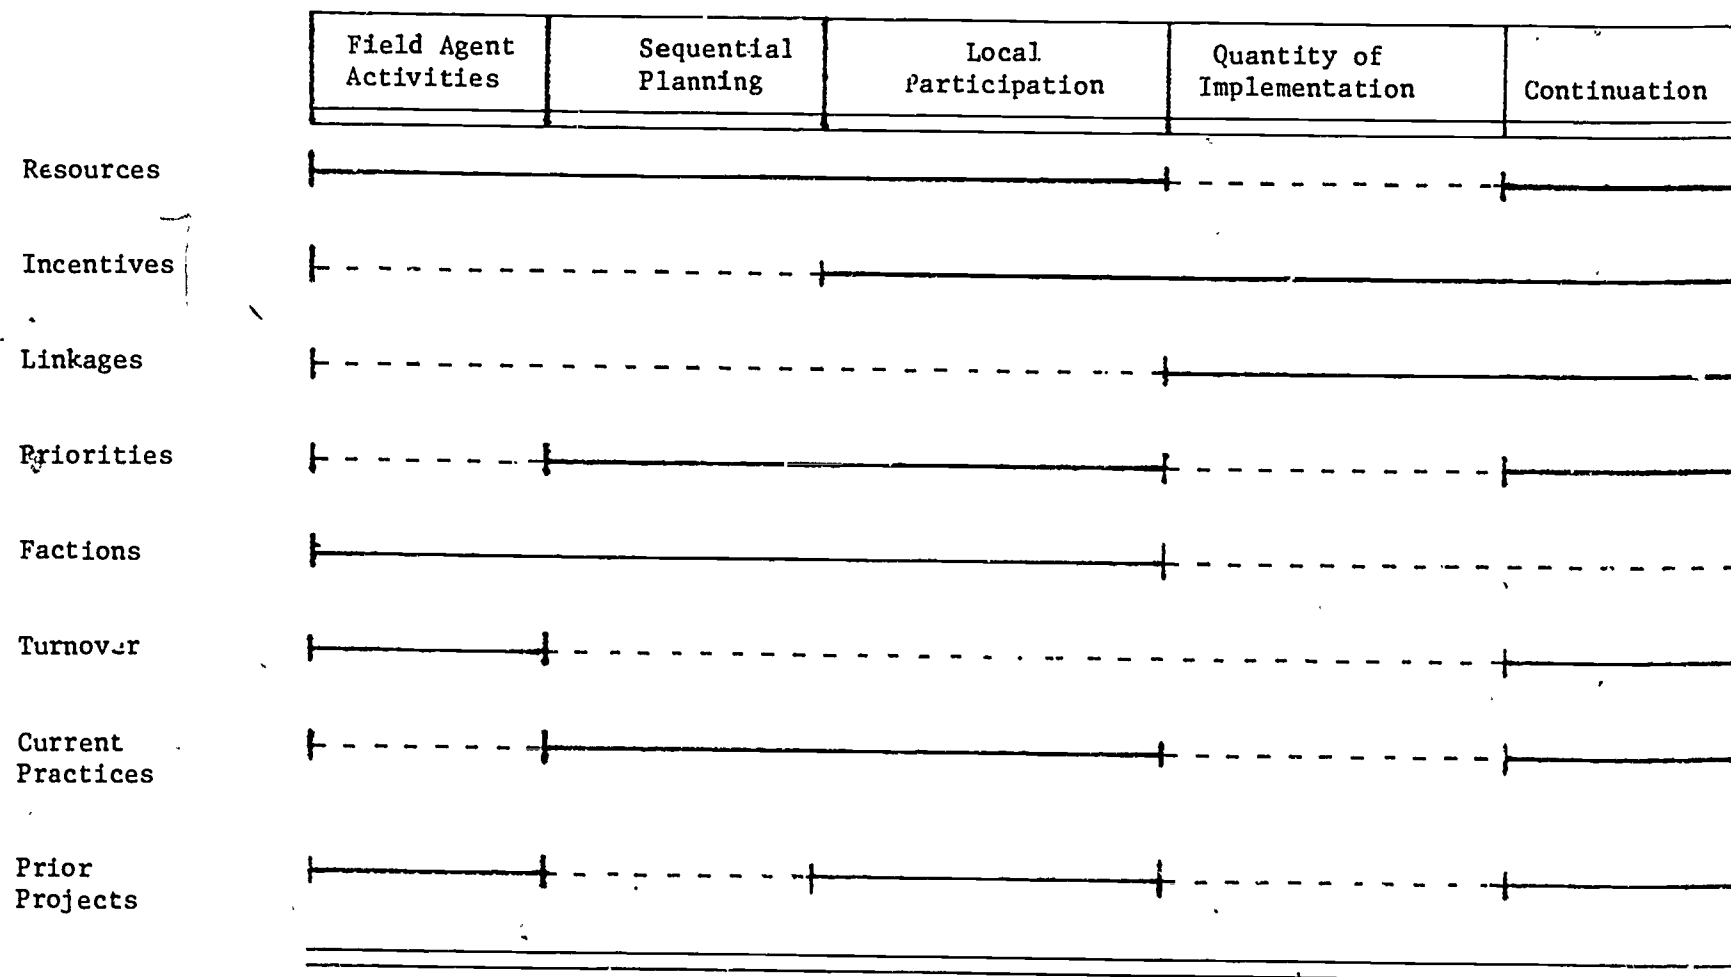 Field Agent
Activities
Sequential
Planning
Local
Participation
Quantity of
Implementation
Continuation
Resources
Incentives
Linkages
Priorities
Factions
Turnover
Current
Practices
Prior
Projects